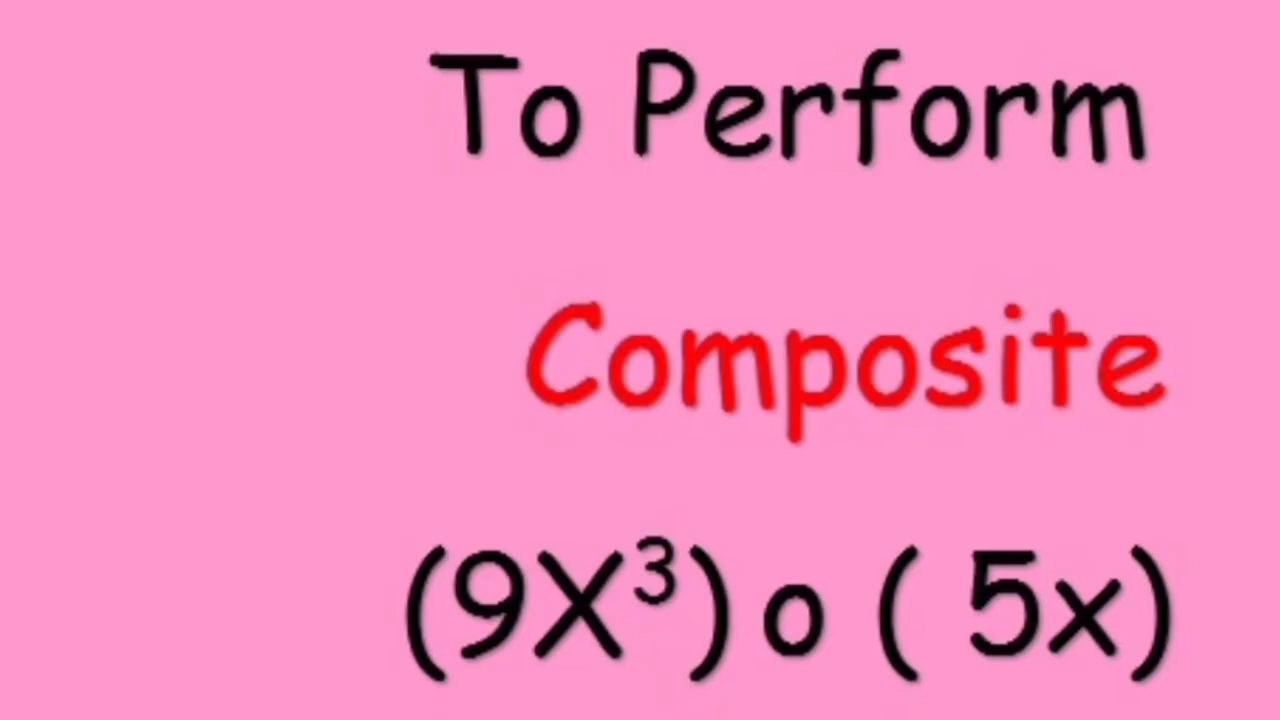 To Perform
Composite
(9X³) o ( 5x)